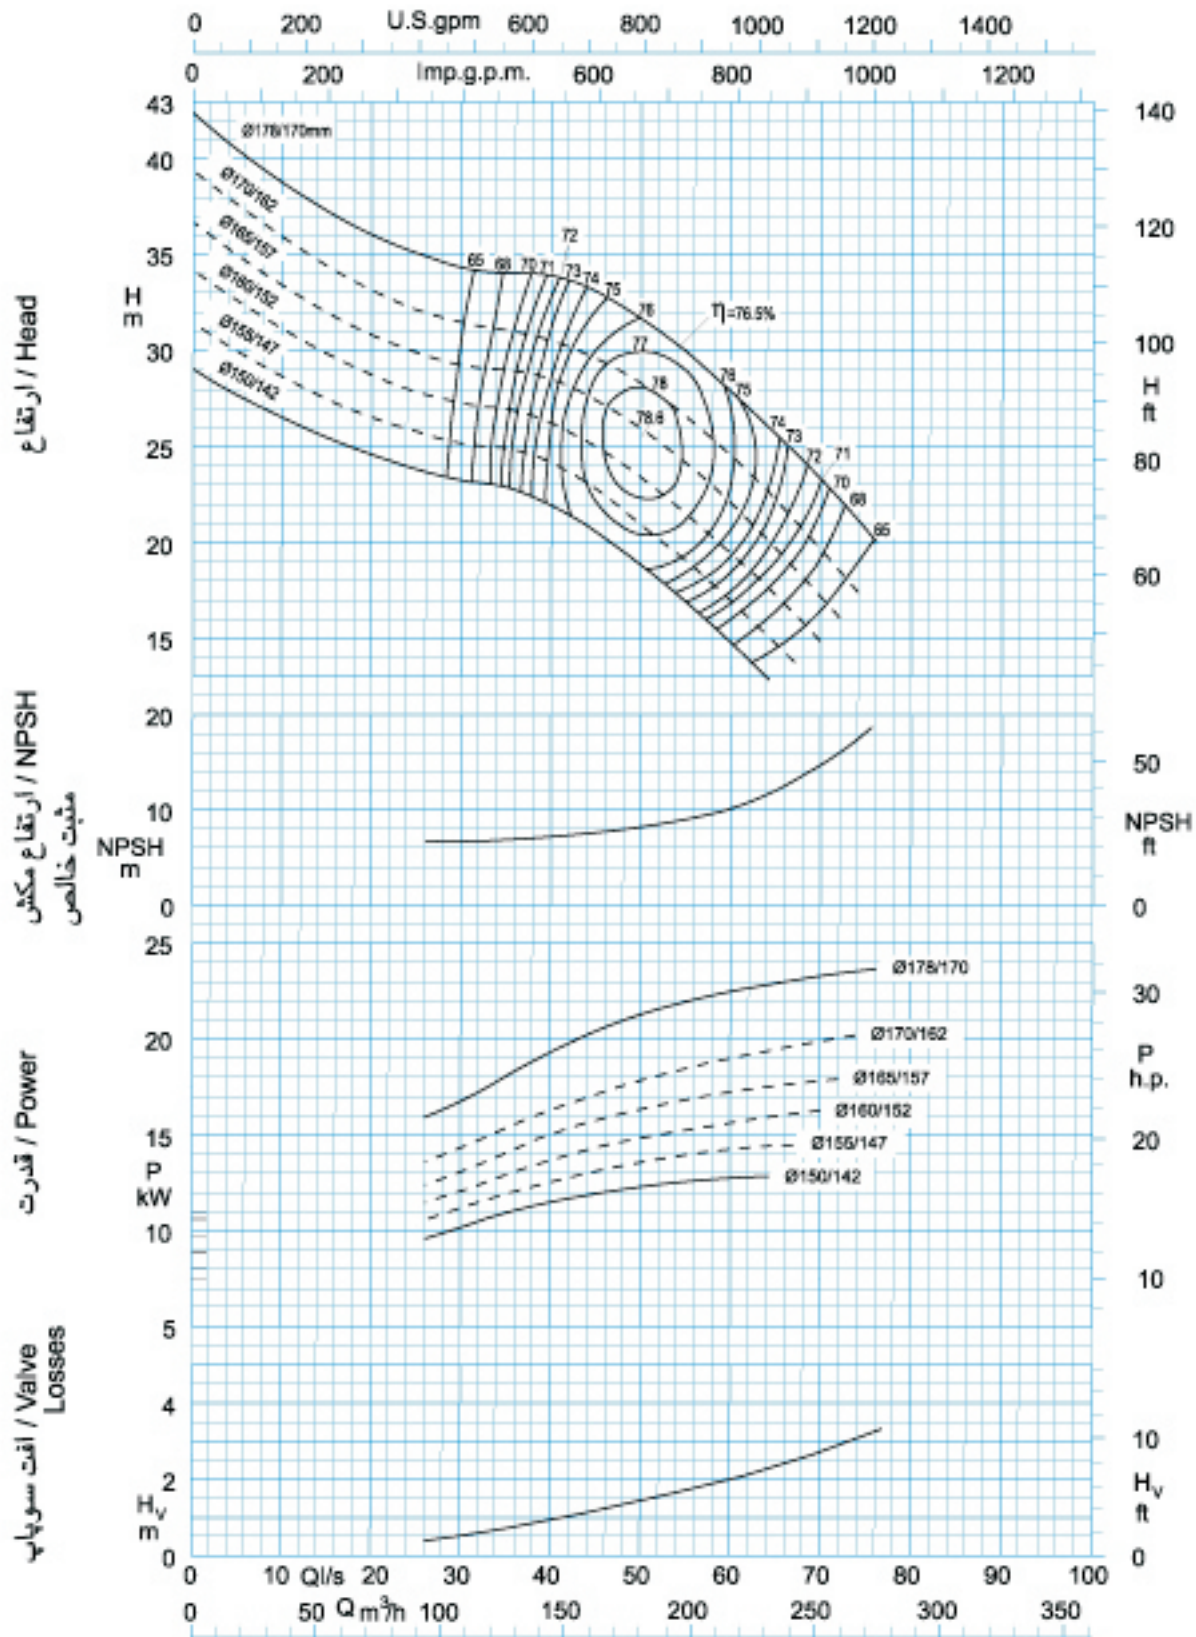 0 200 U.S.gpm 600 800 1000 1200 1400
0 200 Imp.g.p.m. 600 800 1000 1200
43
40
35
H
m
30
25
20
15
ارتفاع / Head
140
120
100
H
ft
80
60
Ø178/170mm
Ø170/162
Ø165/157
Ø160/152
Ø155/147
Ø150/142
72
65 68 70 71 73 74 75
76
η=76.5%
77
78
78.6
76
75
74
73
72
71
70
68
65
20
10
NPSH
m
0
ارتفاع مکش / NPSH
مثبت خالص
50
NPSH
ft
0
25
20
15
P
kW
10
قدرت / Power
30
P
h.p.
20
10
Ø178/170
Ø170/162
Ø165/157
Ø160/152
Ø155/147
Ø150/142
5
4
2
Hv
m
0
افت سوپاپ / Valve
Losses
10
Hv
ft
0
0 10 Ql/s 20 30 40 50 60 70 80 90 100
0 50 Q m³/h 100 150 200 250 300 350